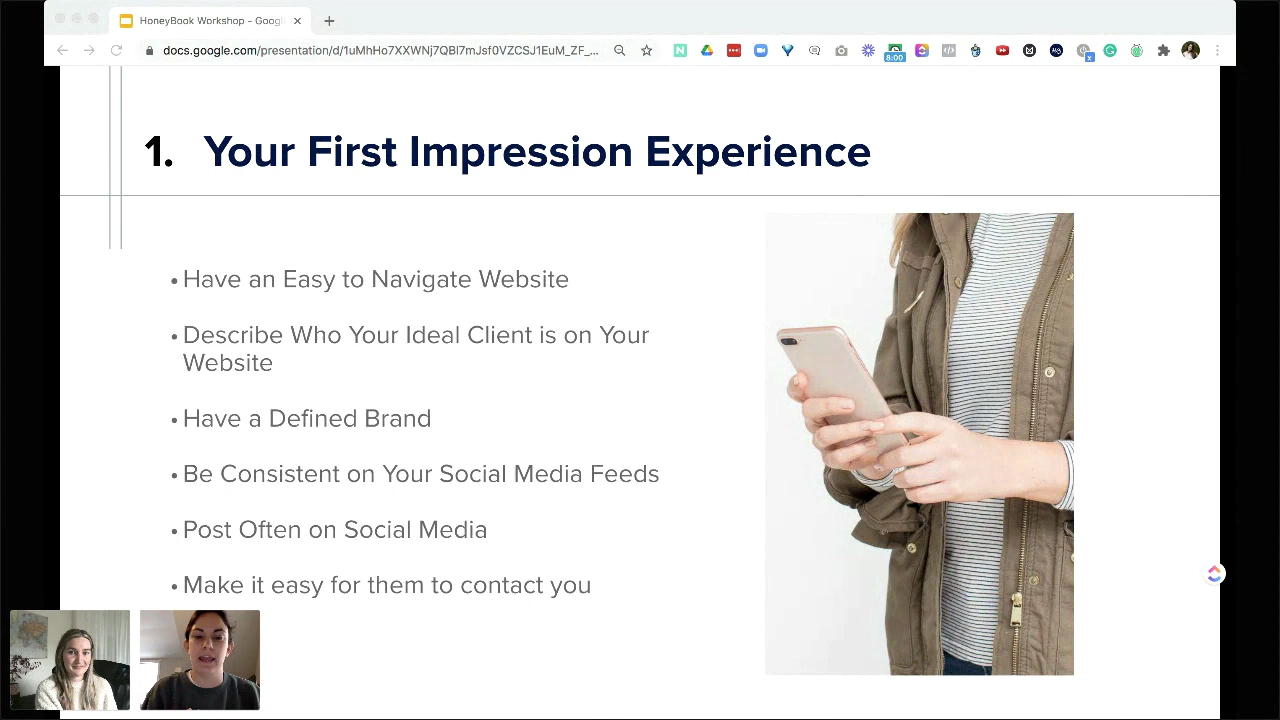 HoneyBook Workshop – Googl
docs.google.com/presentation/d/1uMhHo7XXWNj7QBl7mJsf0VZCSJ1EuM_ZF_...
8:00
1. Your First Impression Experience
• Have an Easy to Navigate Website
• Describe Who Your Ideal Client is on Your
Website
• Have a Defined Brand
• Be Consistent on Your Social Media Feeds
• Post Often on Social Media
• Make it easy for them to contact you